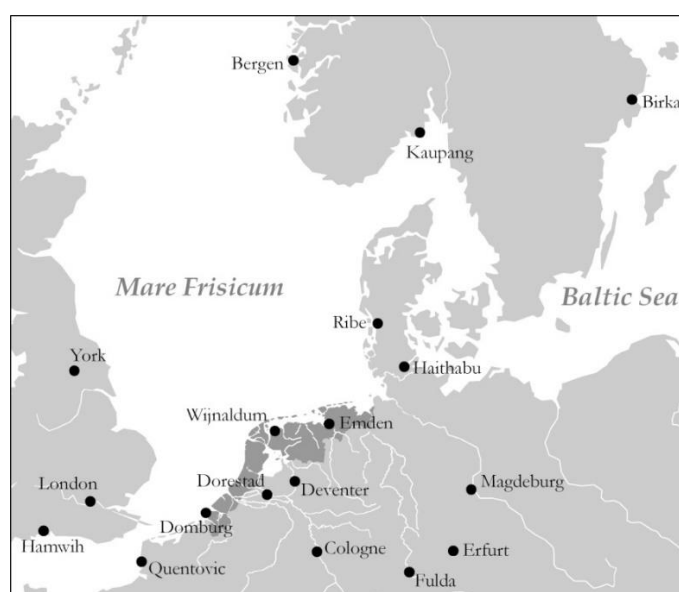 Bergen
Birka
Kaupang
Mare Frisicum
Baltic Sea
Ribe
York
Haithabu
Wijnaldum
Emden
London
Dorestad
Deventer
Magdeburg
Domburg
Hamwih
Cologne
Erfurt
Quentovic
Fulda